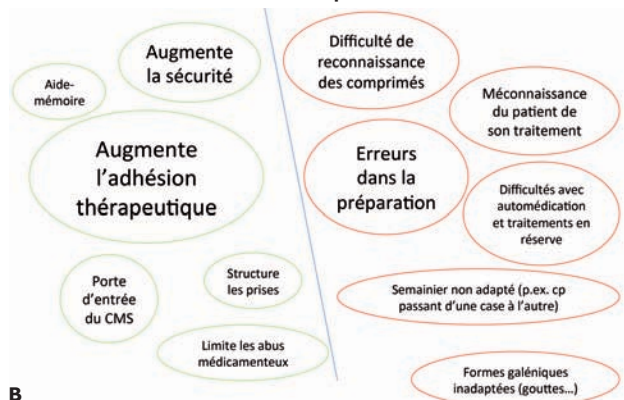 Augmente
la sécurité
Aide-
mémoire
Augmente
l'adhésion
thérapeutique
Porte
d'entrée
du CMS
Structure
les prises
Limite les abus
médicamenteux
Difficulté de
reconnaissance
des comprimés
Méconnaissance
du patient de
son traitement
Erreurs
dans la
préparation
Difficultés avec
automédication
et traitements en
réserve
Semainier non adapté (p.ex. cp
passant d'une case à l'autre)
Formes galéniques
inadaptées (gouttes...)
B